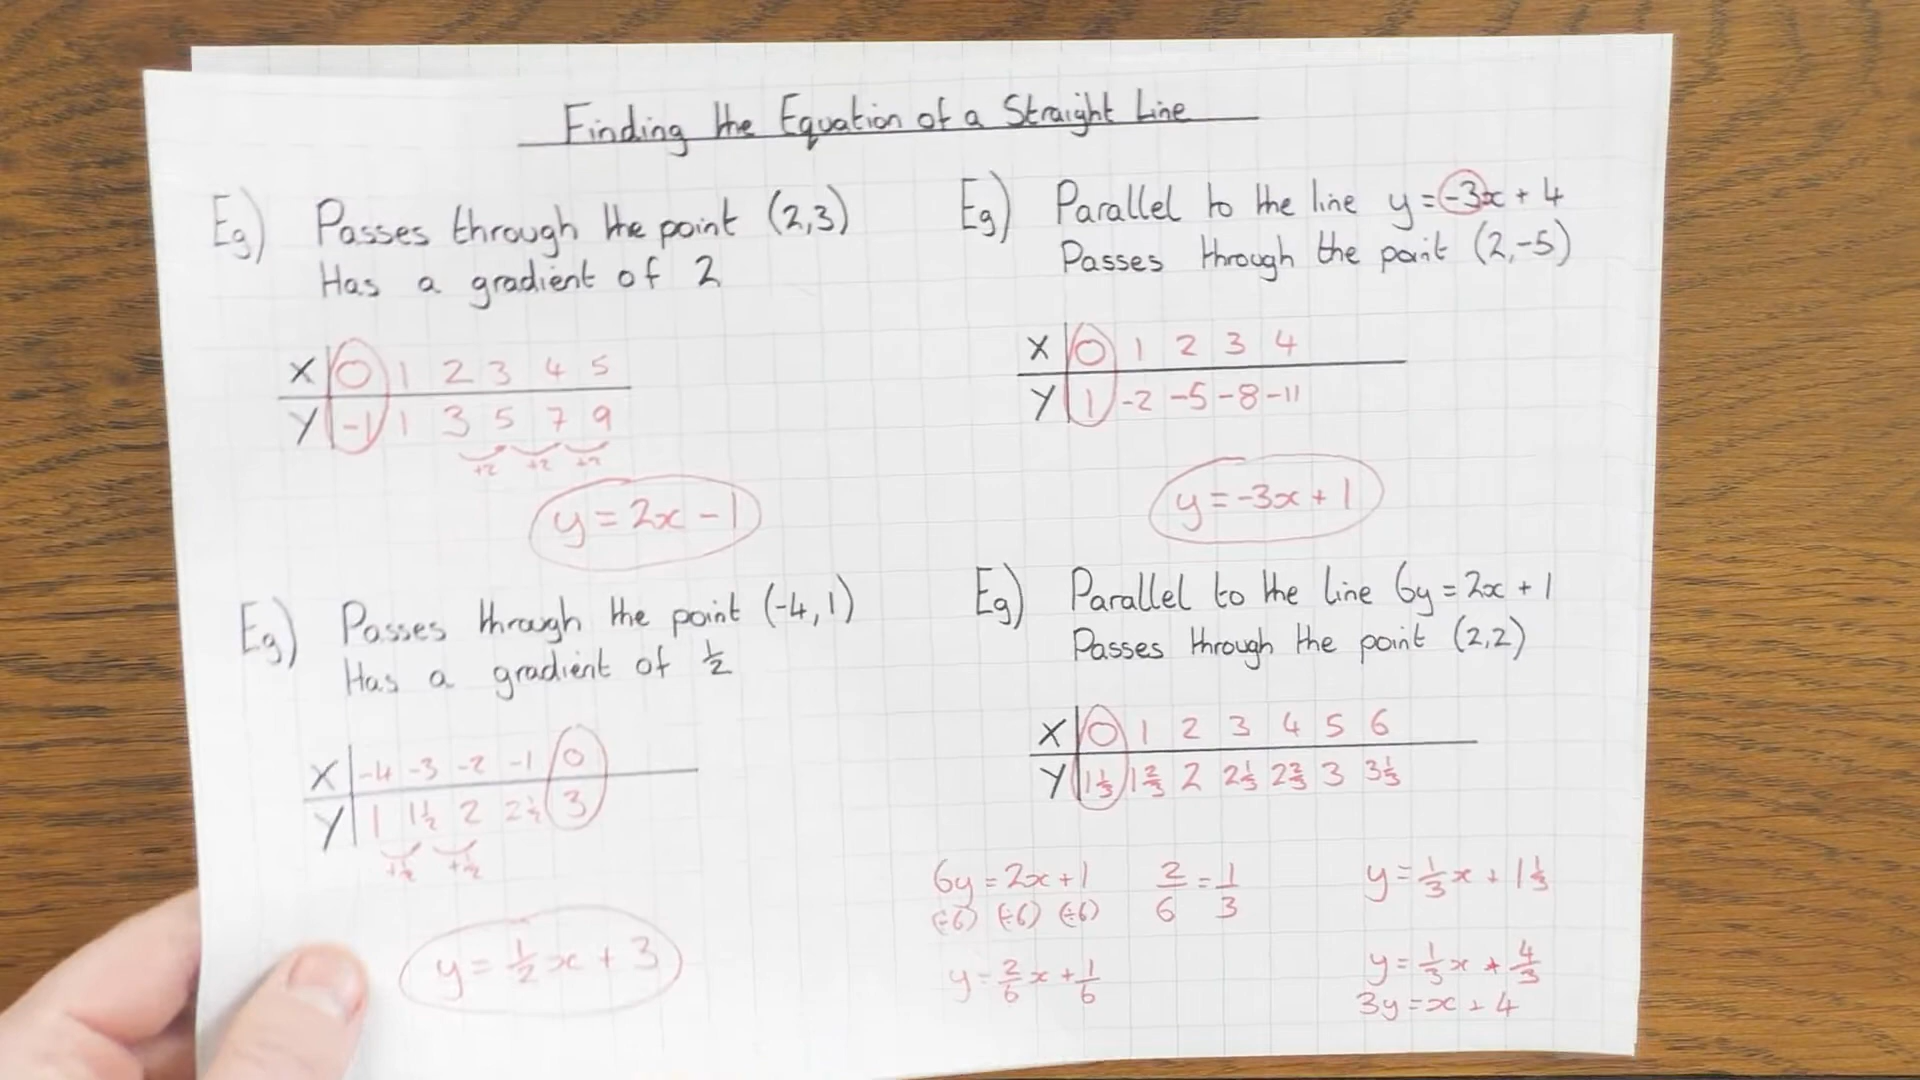 Finding the Equation of a Straight Line
Eg) Passes through the point (2,3)
Has a gradient of 2
X 0 1 2 3 4 5
Y -1 1 3 5 7 9
+2 +2 +2
y = 2x - 1
Eg) Parallel to the line y = -3x + 4
Passes through the point (2,-5)
X 0 1 2 3 4
Y 1 -2 -5 -8 -11
y = -3x + 1
Eg) Passes through the point (-4,1)
Has a gradient of ½
X -4 -3 -2 -1 0
Y 1 1½ 2 2½ 3
+½ +½
y = ½x + 3
Eg) Parallel to the line 6y = 2x + 1
Passes through the point (2,2)
X 0 1 2 3 4 5 6
Y 1⅓ 1⅔ 2 2⅓ 2⅔ 3 3⅓
6y = 2x + 1 2/6 = 1/3
(÷6) (÷6) (÷6)
y = 2/6 x + 1/6
y = 1/3 x + 1⅓
y = 1/3 x + 4/3
3y = x + 4